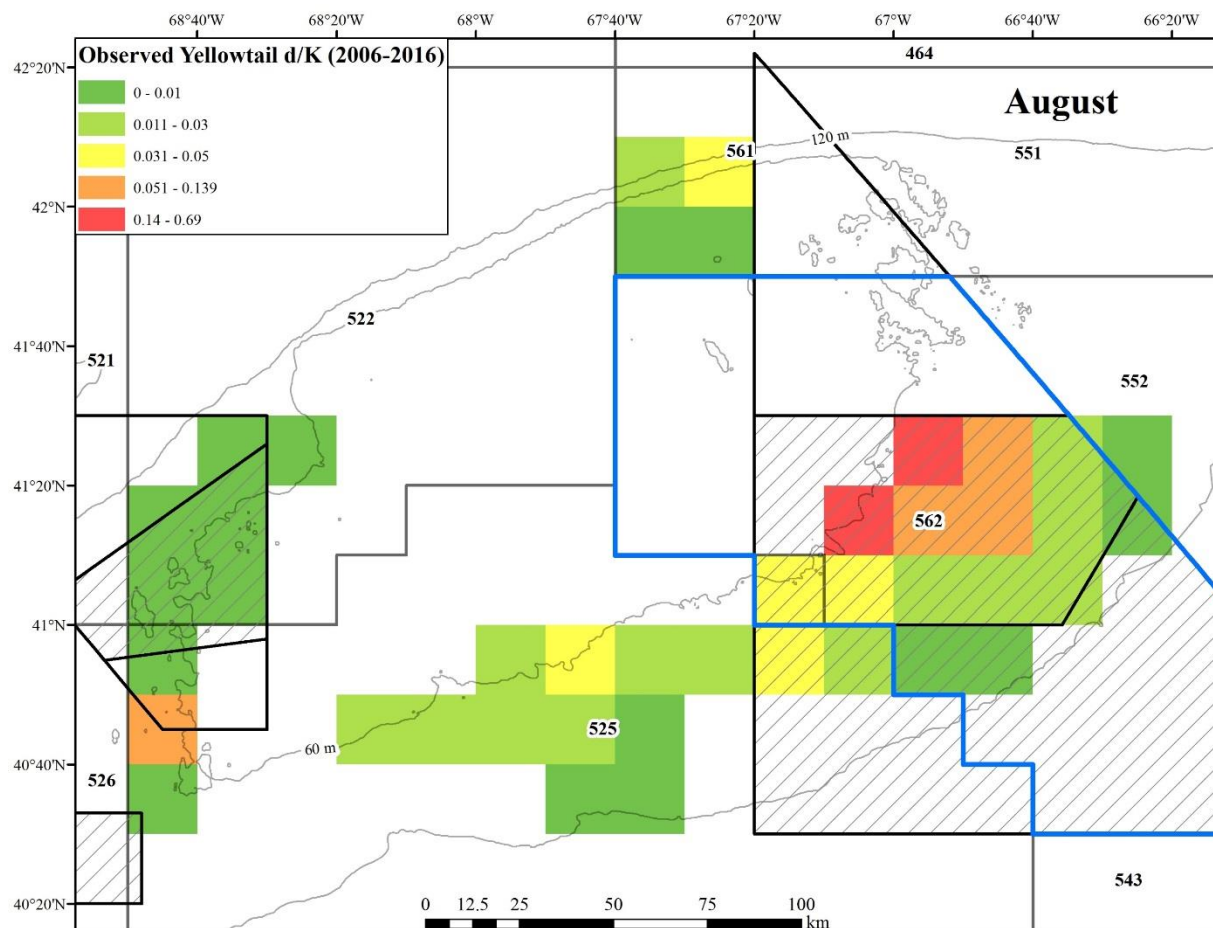 68°40'W 68°20'W 68°W 67°40'W 67°20'W 67°W 66°40'W 66°20'W
Observed Yellowtail d/K (2006-2016)
0 - 0.01
0.011 - 0.03
0.031 - 0.05
0.051 - 0.139
0.14 - 0.69
August
42°20'N
42°N
41°40'N
41°20'N
41°N
40°40'N
40°20'N
464
120 m
561
551
522
521
552
562
525
60 m
526
543
0 12.5 25 50 75 100
km